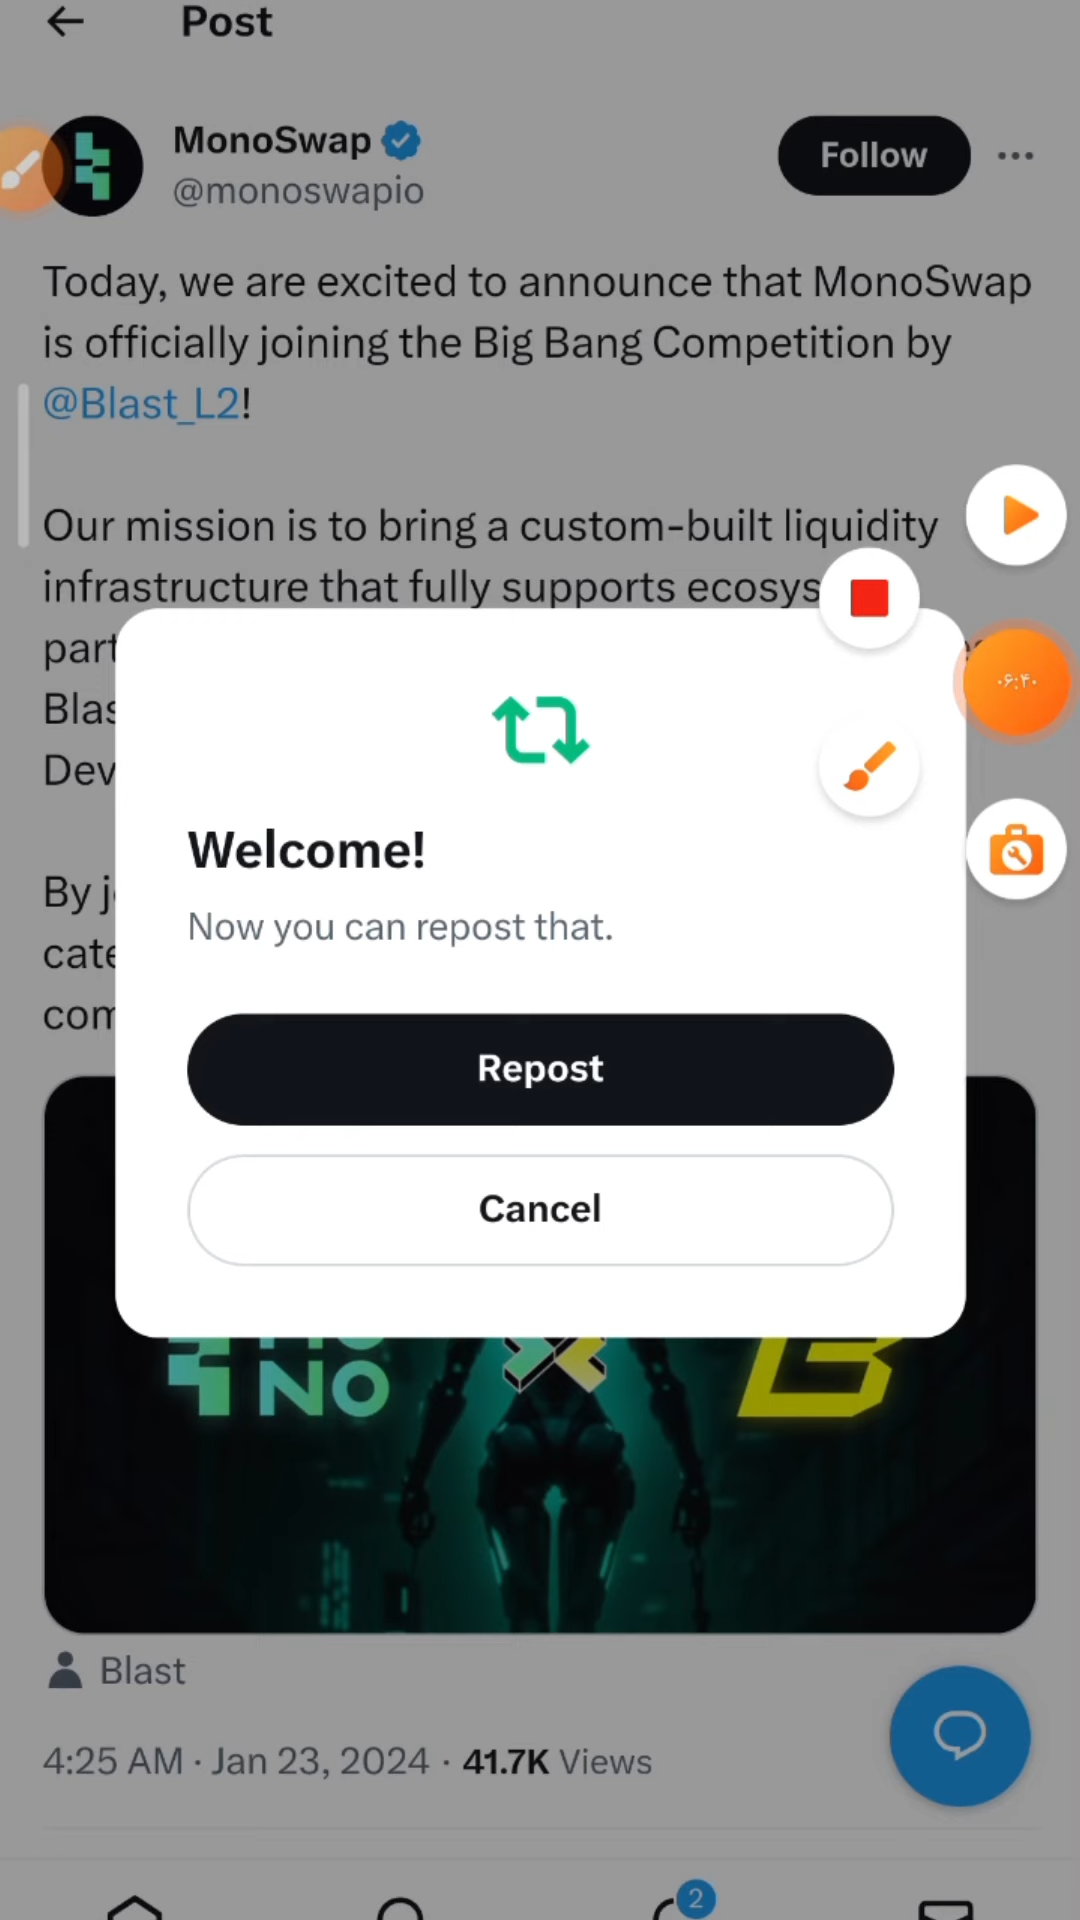 Post
MonoSwap
@monoswapio
Follow
Today, we are excited to announce that MonoSwap
is officially joining the Big Bang Competition by
@Blast_L2!
Our mission is to bring a custom-built liquidity
infrastructure that fully supports
۰۶:۴۰
Welcome!
Now you can repost that.
Repost
Cancel
NO
Blast
4:25 AM · Jan 23, 2024 · 41.7K Views
2